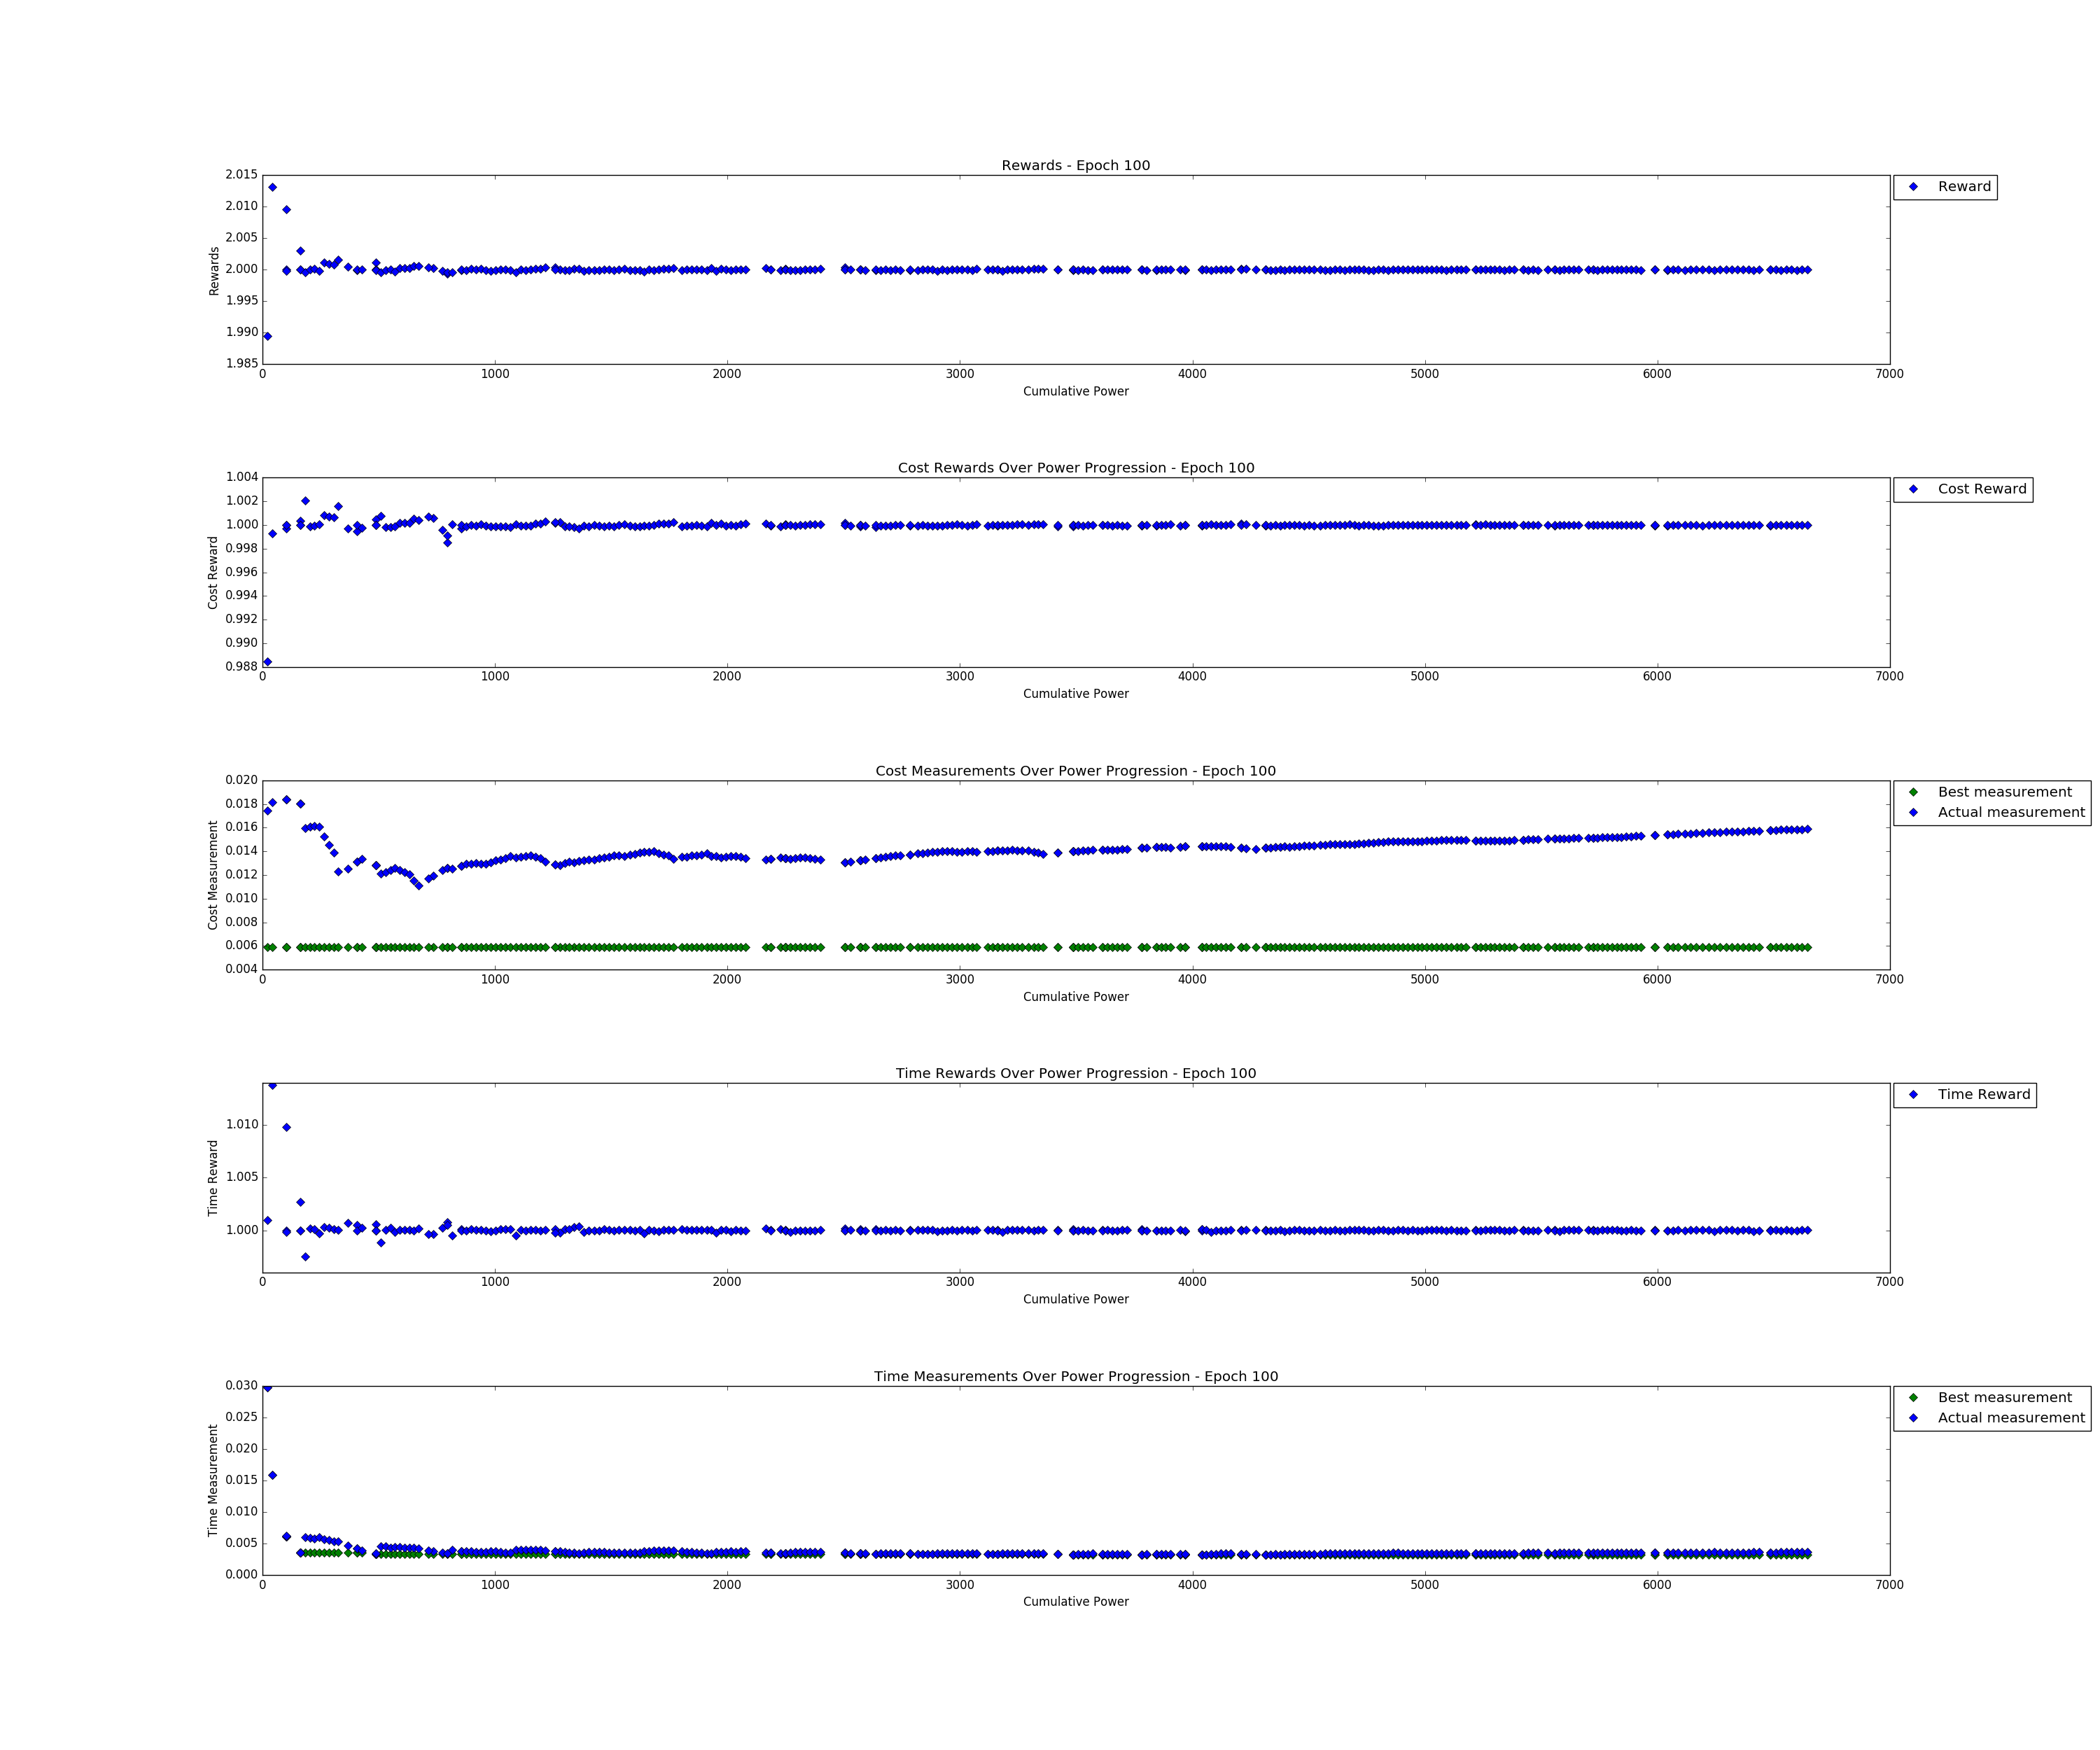 Rewards - Epoch 100
2.015
2.010
2.005
2.000
1.995
1.990
1.985
Rewards
0 1000 2000 3000 4000 5000 6000 7000
Cumulative Power
Reward
Cost Rewards Over Power Progression - Epoch 100
1.004
1.002
1.000
0.998
0.996
0.994
0.992
0.990
0.988
Cost Reward
0 1000 2000 3000 4000 5000 6000 7000
Cumulative Power
Cost Reward
Cost Measurements Over Power Progression - Epoch 100
0.020
0.018
0.016
0.014
0.012
0.010
0.008
0.006
0.004
Cost Measurement
0 1000 2000 3000 4000 5000 6000 7000
Cumulative Power
Best measurement
Actual measurement
Time Rewards Over Power Progression - Epoch 100
1.010
1.005
1.000
Time Reward
0 1000 2000 3000 4000 5000 6000 7000
Cumulative Power
Time Reward
Time Measurements Over Power Progression - Epoch 100
0.030
0.025
0.020
0.015
0.010
0.005
0.000
Time Measurement
0 1000 2000 3000 4000 5000 6000 7000
Cumulative Power
Best measurement
Actual measurement